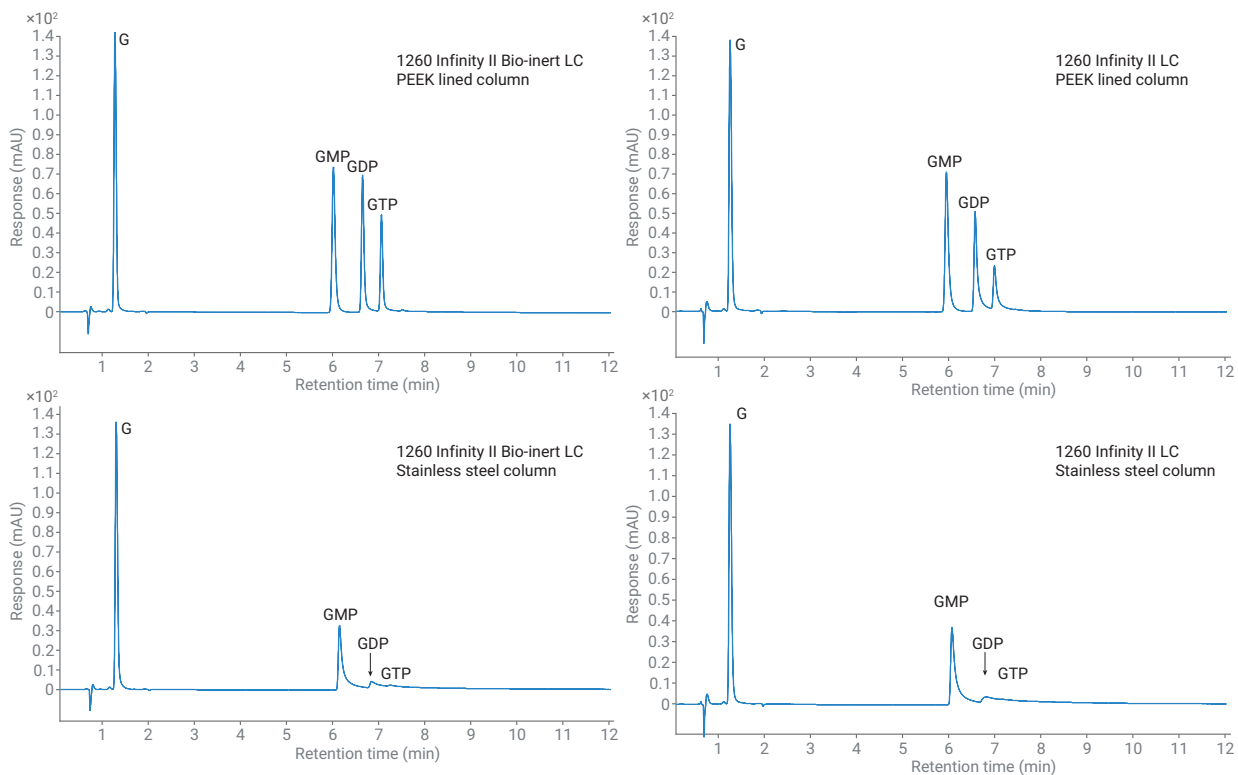 ×10²
1.4
1.3
1.2
1.1
1.0
0.9
0.8
0.7
0.6
0.5
0.4
0.3
0.2
0.1
0
Response (mAU)
G
GMP
GDP
GTP
1260 Infinity II Bio-inert LC
PEEK lined column
1 2 3 4 5 6 7 8 9 10 11 12
Retention time (min)
×10²
1.4
1.3
1.2
1.1
1.0
0.9
0.8
0.7
0.6
0.5
0.4
0.3
0.2
0.1
0
Response (mAU)
G
GMP
GDP
GTP
1260 Infinity II LC
PEEK lined column
1 2 3 4 5 6 7 8 9 10 11 12
Retention time (min)
×10²
1.4
1.3
1.2
1.1
1.0
0.9
0.8
0.7
0.6
0.5
0.4
0.3
0.2
0.1
0
Response (mAU)
G
GMP
GDP
GTP
1260 Infinity II Bio-inert LC
Stainless steel column
1 2 3 4 5 6 7 8 9 10 11 12
Retention time (min)
×10²
1.4
1.3
1.2
1.1
1.0
0.9
0.8
0.7
0.6
0.5
0.4
0.3
0.2
0.1
0
Response (mAU)
G
GMP
GDP
GTP
1260 Infinity II LC
Stainless steel column
1 2 3 4 5 6 7 8 9 10 11 12
Retention time (min)